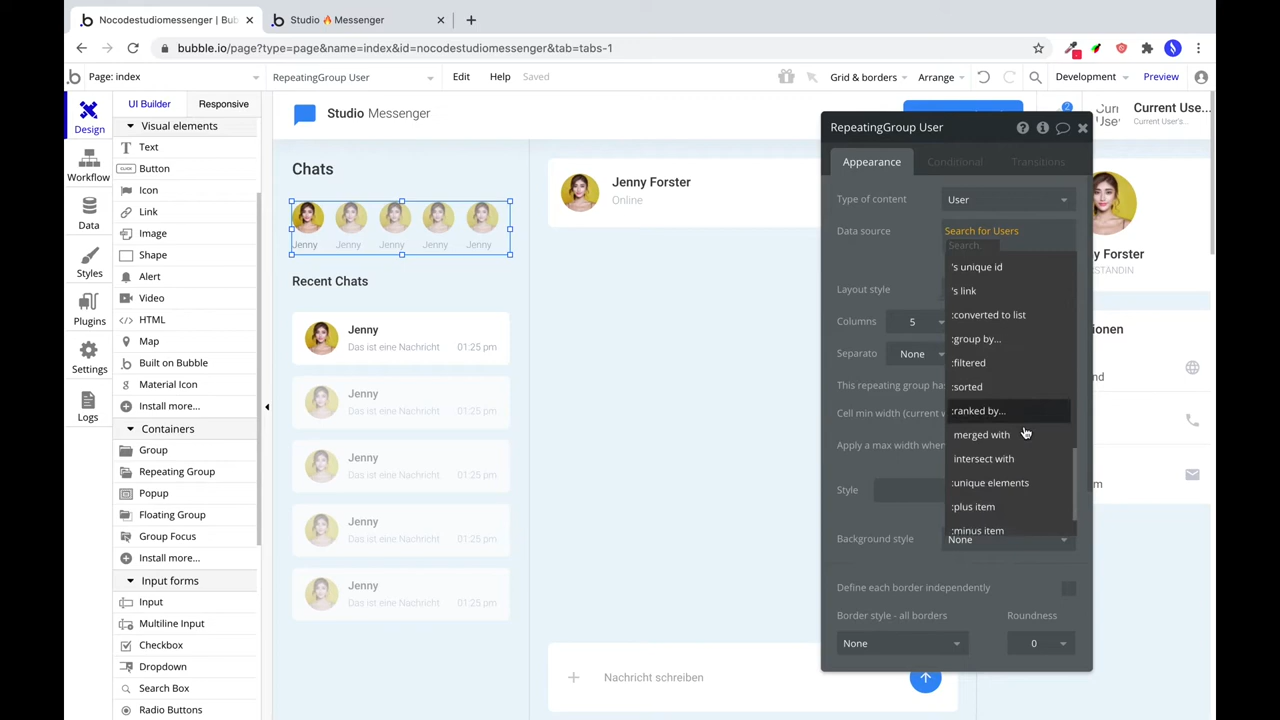 Nocodestudiomessenger | Bub
Studio 🔥 Messenger
bubble.io/page?type=page&name=index&id=nocodestudiomessenger&tab=tabs-1
Page: index
RepeatingGroup User
Edit
Help
Saved
Grid & borders
Arrange
Development
Preview
Design
Workflow
Data
Styles
Plugins
Settings
Logs
UI Builder
Responsive
Visual elements
Text
Button
CLICK
Icon
Link
Image
Shape
Alert
Video
HTML
Map
Built on Bubble
Material Icon
Install more...
Containers
Group
Repeating Group
Popup
Floating Group
Group Focus
Install more...
Input forms
Input
Multiline Input
Checkbox
Dropdown
Search Box
Radio Buttons
Studio Messenger
2
Curr
User
Current Use...
Current User's...
Chats
Jenny
Jenny
Jenny
Jenny
Jenny
Recent Chats
Jenny
Das ist eine Nachricht 01:25 pm
Jenny
Das ist eine Nachricht 01:25 pm
Jenny
Das ist eine Nachricht 01:25 pm
Jenny
Das ist eine Nachricht 01:25 pm
Jenny
Das ist eine Nachricht 01:25 pm
Jenny Forster
Online
Nachricht schreiben
RepeatingGroup User
Appearance
Conditional
Transitions
Type of content
User
Data source
Search for Users
Search.
's unique id
's link
:converted to list
:group by...
:filtered
:sorted
:ranked by...
merged with
intersect with
:unique elements
:plus item
:minus item
Layout style
Columns
5
Separato
None
This repeating group has
Cell min width (current w
Apply a max width when
Style
Background style
None
Define each border independently
Border style - all borders
Roundness
None
0
Jenny Forster
STANDIN
ionen
nd
m